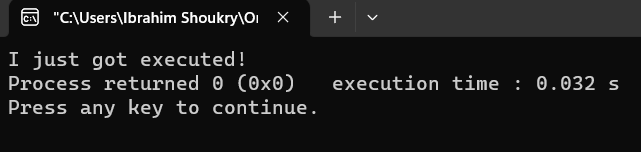 "C:\Users\Ibrahim Shoukry\O
I just got executed!
Process returned 0 (0x0)   execution time : 0.032 s
Press any key to continue.